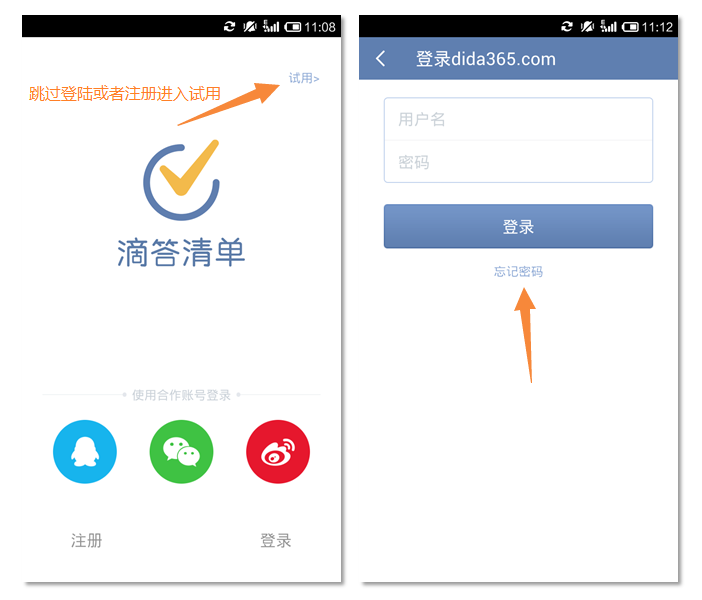 11:08
试用>
跳过登陆或者注册进入试用
滴答清单
使用合作账号登录
注册
登录
11:12
登录dida365.com
用户名
密码
登录
忘记密码